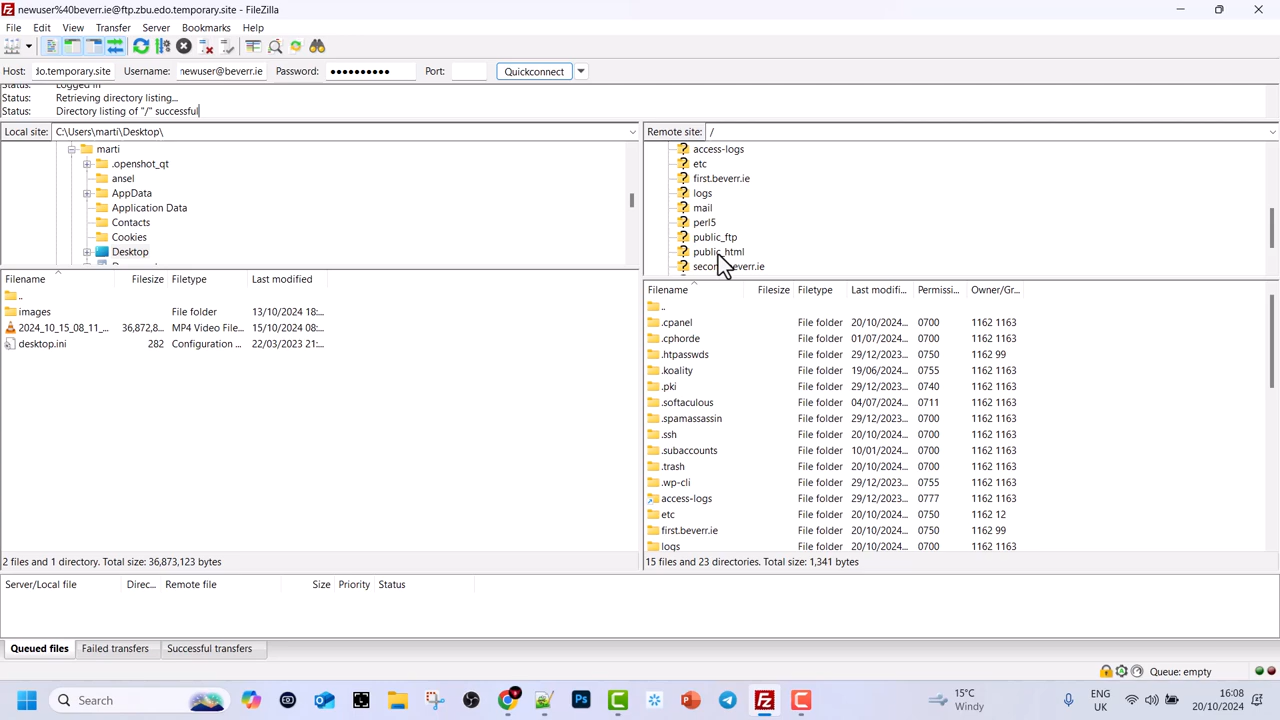 newuser%40beverr.ie@ftp.zbu.edo.temporary.site - FileZilla
File Edit View Transfer Server Bookmarks Help
Host: do.temporary.site Username: newuser@beverr.ie Password: ●●●●●●●●●● Port: Quickconnect
Status: Logged in
Status: Retrieving directory listing...
Status: Directory listing of "/" successful
Local site: C:\Users\marti\Desktop\
marti
.openshot_qt
ansel
AppData
Application Data
Contacts
Cookies
Desktop
Filename Filesize Filetype Last modified
..
images File folder 13/10/2024 18:...
2024_10_15_08_11_... 36,872,8... MP4 Video File... 15/10/2024 08:...
desktop.ini 282 Configuration ... 22/03/2023 21:...
2 files and 1 directory. Total size: 36,873,123 bytes
Remote site: /
access-logs
etc
first.beverr.ie
logs
mail
perl5
public_ftp
public_html
second.beverr.ie
Filename Filesize Filetype Last modifi... Permissi... Owner/Gr...
..
.cpanel File folder 20/10/2024... 0700 1162 1163
.cphorde File folder 01/07/2024... 0700 1162 1163
.htpasswds File folder 29/12/2023... 0750 1162 99
.koality File folder 19/06/2024... 0755 1162 1163
.pki File folder 29/12/2023... 0740 1162 1163
.softaculous File folder 04/07/2024... 0711 1162 1163
.spamassassin File folder 29/12/2023... 0700 1162 1163
.ssh File folder 20/10/2024... 0700 1162 1163
.subaccounts File folder 10/01/2024... 0700 1162 1163
.trash File folder 20/10/2024... 0700 1162 1163
.wp-cli File folder 29/12/2023... 0755 1162 1163
access-logs File folder 29/12/2023... 0777 1162 1163
etc File folder 20/10/2024... 0750 1162 12
first.beverr.ie File folder 20/10/2024... 0750 1162 99
logs File folder 20/10/2024... 0700 1162 1163
15 files and 23 directories. Total size: 1,341 bytes
Server/Local file Direc... Remote file Size Priority Status
Queued files Failed transfers Successful transfers
Queue: empty
Search
15°C
Windy
ENG
UK
16:08
20/10/2024